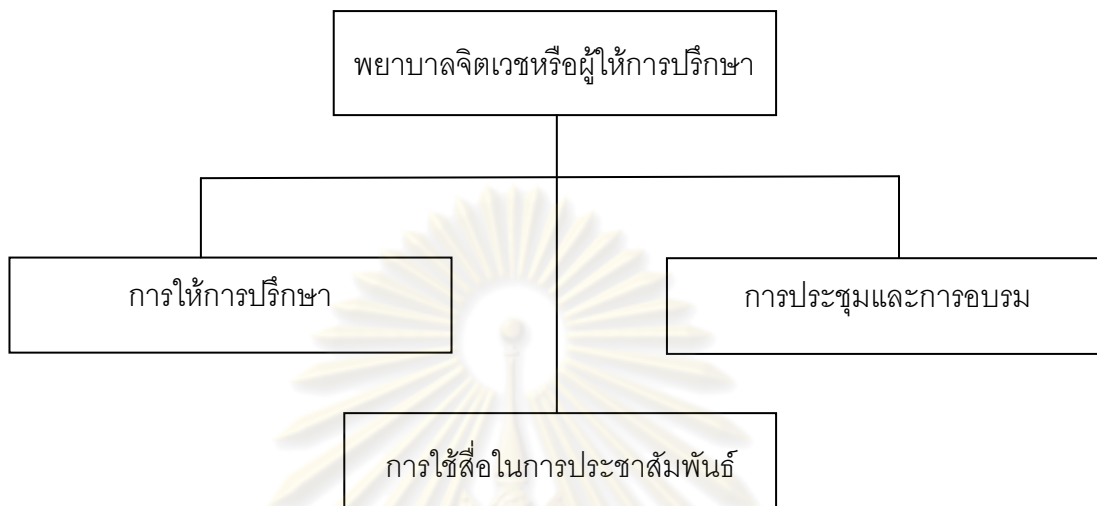 พยาบาลจิตเวชหรือผู้ให้การปรึกษา
การให้การปรึกษา
การประชุมและการอบรม
การใช้สื่อในการประชาสัมพันธ์